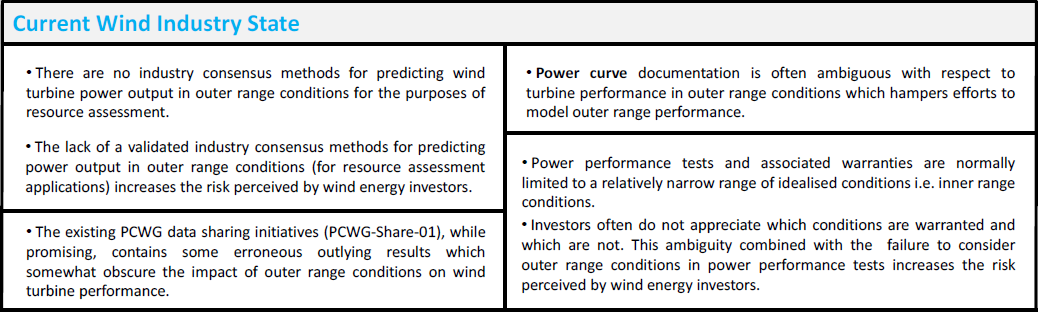 Current Wind Industry State
• There are no industry consensus methods for predicting wind
turbine power output in outer range conditions for the purposes of
resource assessment.
• The lack of a validated industry consensus methods for predicting
power output in outer range conditions (for resource assessment
applications) increases the risk perceived by wind energy investors.
• The existing PCWG data sharing initiatives (PCWG-Share-01), while
promising, contains some erroneous outlying results which
somewhat obscure the impact of outer range conditions on wind
turbine performance.
• Power curve documentation is often ambiguous with respect to
turbine performance in outer range conditions which hampers efforts to
model outer range performance.
• Power performance tests and associated warranties are normally
limited to a relatively narrow range of idealised conditions i.e. inner range
conditions.
• Investors often do not appreciate which conditions are warranted and
which are not. This ambiguity combined with the failure to consider
outer range conditions in power performance tests increases the risk
perceived by wind energy investors.